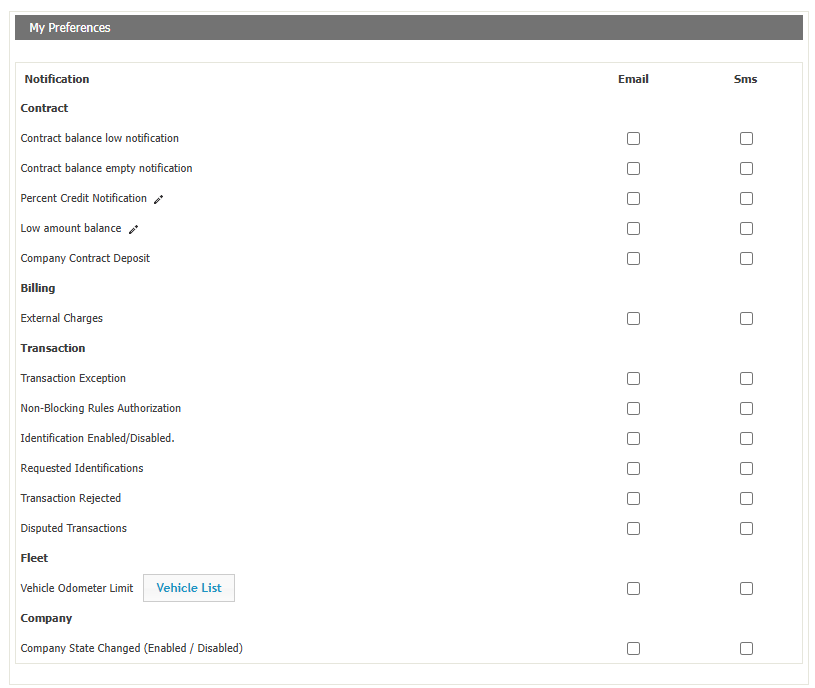 My Preferences
Notification Email Sms
Contract
Contract balance low notification
Contract balance empty notification
Percent Credit Notification
Low amount balance
Company Contract Deposit
Billing
External Charges
Transaction
Transaction Exception
Non-Blocking Rules Authorization
Identification Enabled/Disabled.
Requested Identifications
Transaction Rejected
Disputed Transactions
Fleet
Vehicle Odometer Limit Vehicle List
Company
Company State Changed (Enabled / Disabled)